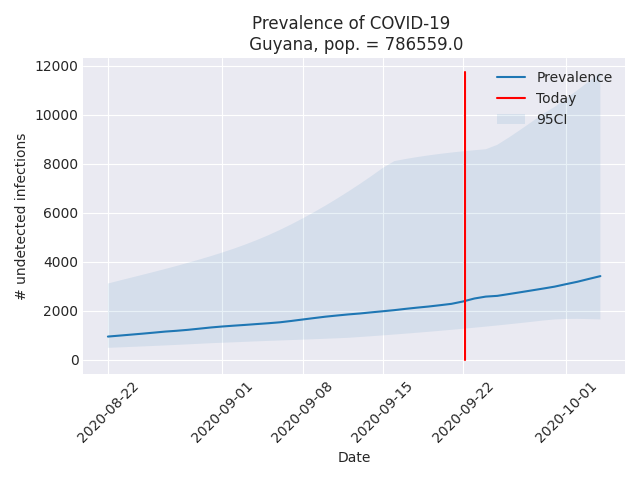 Prevalence of COVID-19
Guyana, pop. = 786559.0
12000
10000
8000
6000
4000
2000
0
# undetected infections
Prevalence
Today
95CI
2020-08-22
2020-09-01
2020-09-08
2020-09-15
2020-09-22
2020-10-01
Date